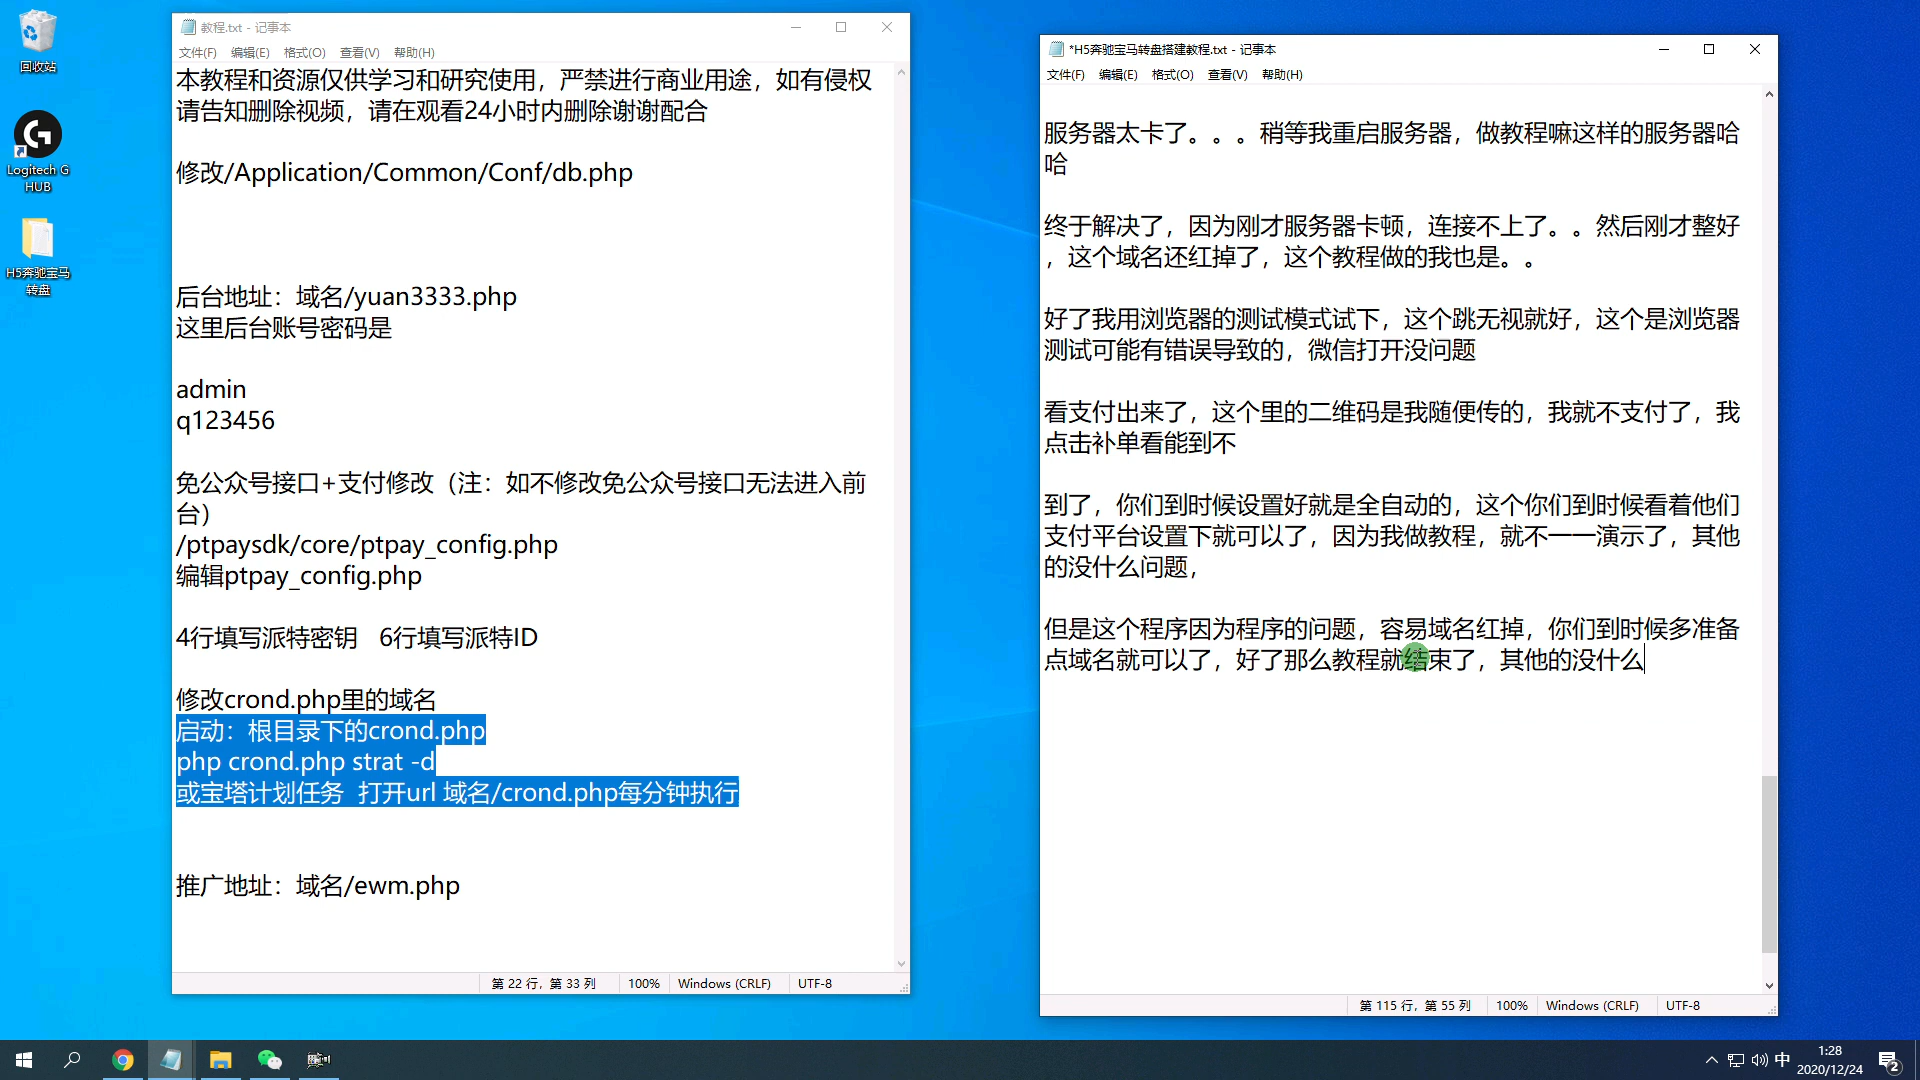 回收站
Logitech G
HUB
H5奔驰宝马
转盘
教程.txt - 记事本
文件(F) 编辑(E) 格式(O) 查看(V) 帮助(H)
本教程和资源仅供学习和研究使用，严禁进行商业用途，如有侵权
请告知删除视频，请在观看24小时内删除谢谢配合
修改/Application/Common/Conf/db.php
后台地址：域名/yuan3333.php
这里后台账号密码是
admin
q123456
免公众号接口+支付修改（注：如不修改免公众号接口无法进入前
台）
/ptpaysdk/core/ptpay_config.php
编辑ptpay_config.php
4行填写派特密钥 6行填写派特ID
修改crond.php里的域名
启动：根目录下的crond.php
php crond.php strat -d
或宝塔计划任务 打开url 域名/crond.php每分钟执行
推广地址：域名/ewm.php
第 22 行，第 33 列 100% Windows (CRLF) UTF-8
*H5奔驰宝马转盘搭建教程.txt - 记事本
文件(F) 编辑(E) 格式(O) 查看(V) 帮助(H)
服务器太卡了。。。稍等我重启服务器，做教程嘛这样的服务器哈
哈
终于解决了，因为刚才服务器卡顿，连接不上了。。然后刚才整好
，这个域名还红掉了，这个教程做的我也是。。
好了我用浏览器的测试模式试下，这个跳无视就好，这个是浏览器
测试可能有错误导致的，微信打开没问题
看支付出来了，这个里的二维码是我随便传的，我就不支付了，我
点击补单看能到不
到了，你们到时候设置好就是全自动的，这个你们到时候看着他们
支付平台设置下就可以了，因为我做教程，就不一一演示了，其他
的没什么问题，
但是这个程序因为程序的问题，容易域名红掉，你们到时候多准备
点域名就可以了，好了那么教程就结束了，其他的没什么
第 115 行，第 55 列 100% Windows (CRLF) UTF-8
中
1:28
2020/12/24
2